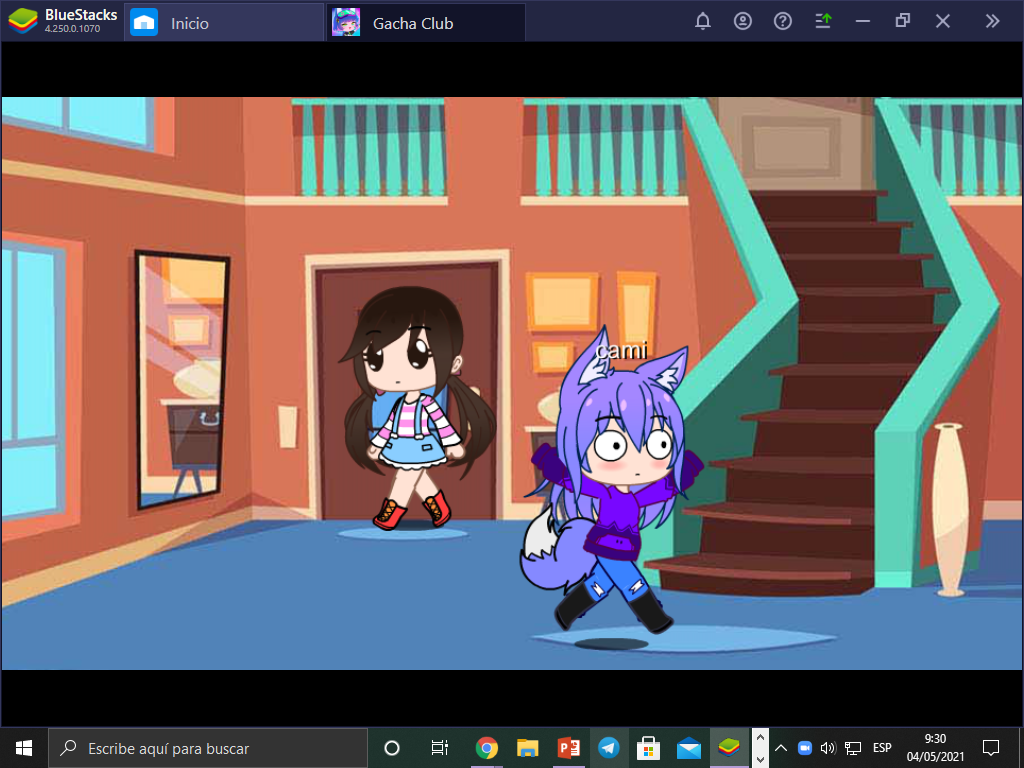 BlueStacks
4.250.0.1070
Inicio
Gacha Club
cami
Escribe aquí para buscar
ESP
9:30
04/05/2021